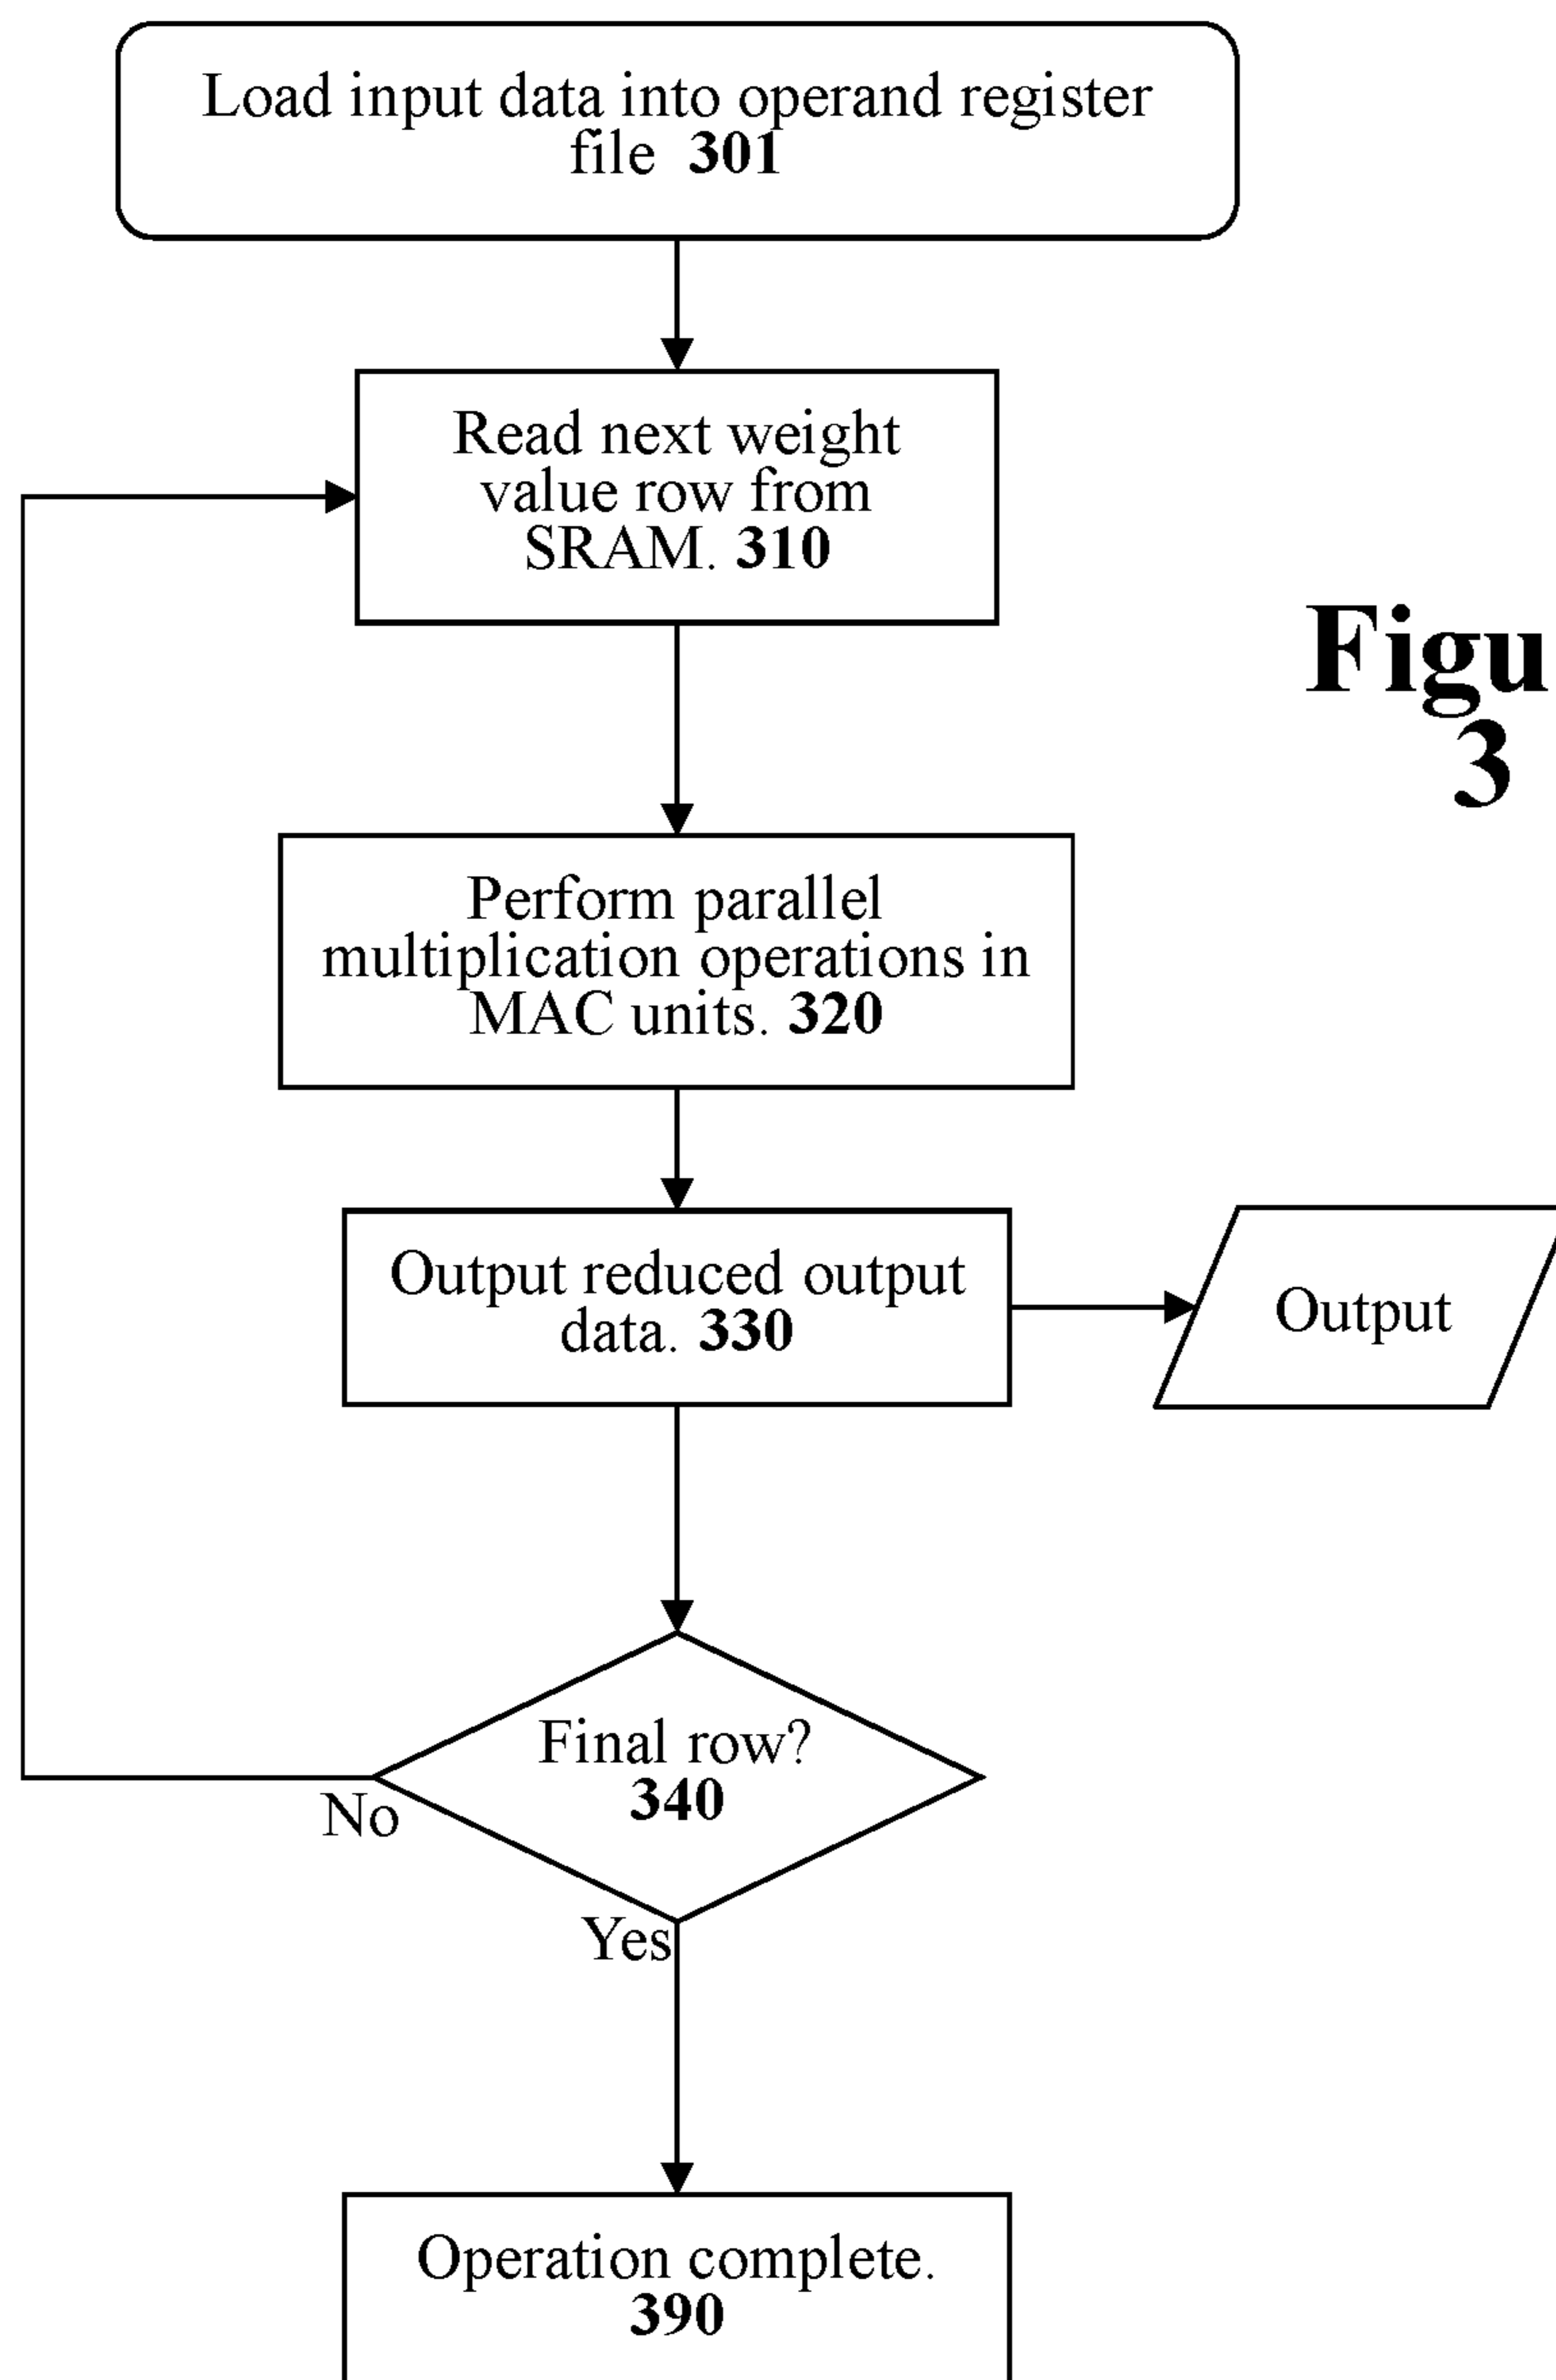 Load input data into operand register
file 301
Read next weight
value row from
SRAM. 310
Figu
3
Perform parallel
multiplication operations in
MAC units. 320
Output reduced output
data. 330
Output
Final row?
340
No
Yes
Operation complete.
390